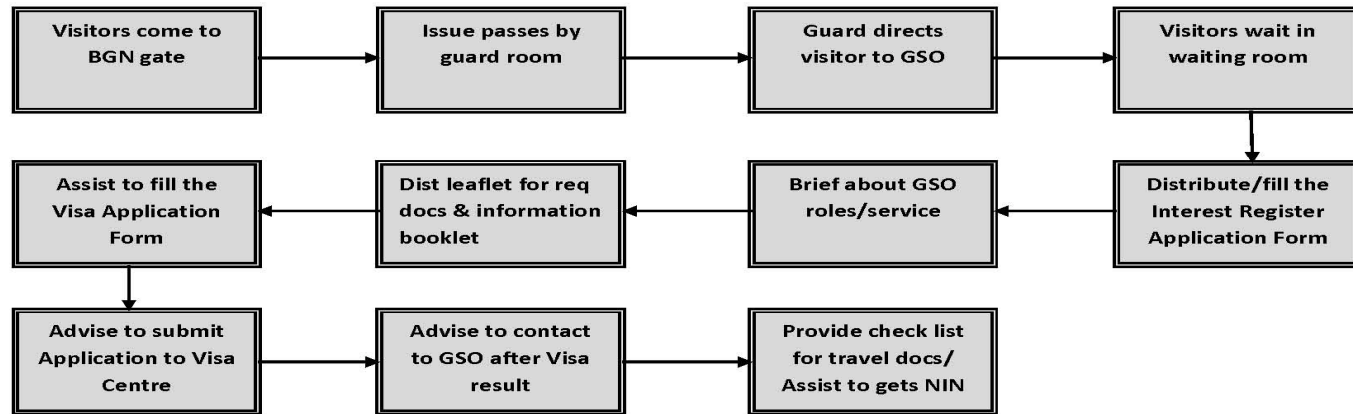 Visitors come to
BGN gate
Issue passes by
guard room
Guard directs
visitor to GSO
Visitors wait in
waiting room
Distribute/fill the
Interest Register
Application Form
Brief about GSO
roles/service
Dist leaflet for req
docs & information
booklet
Assist to fill the
Visa Application
Form
Advise to submit
Application to Visa
Centre
Advise to contact
to GSO after Visa
result
Provide check list
for travel docs/
Assist to gets NIN